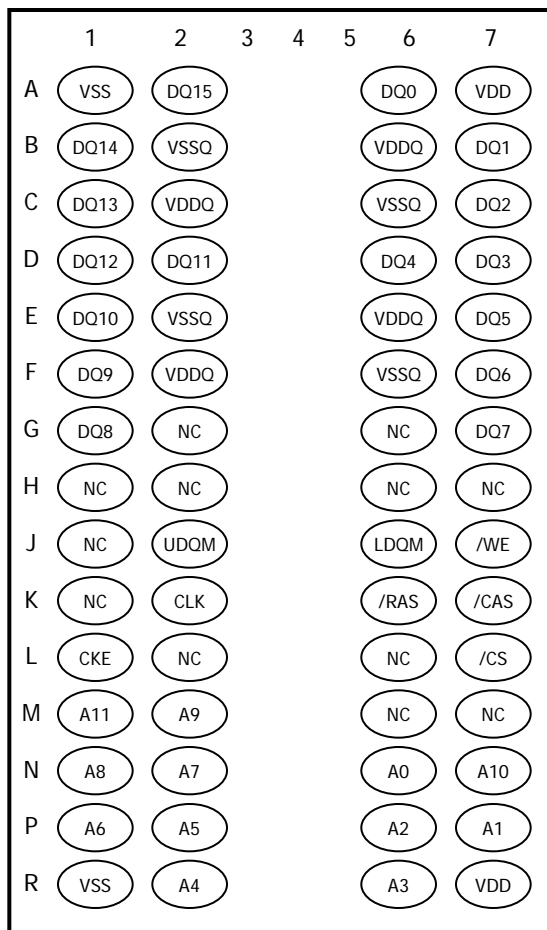 1 2 3 4 5 6 7
A VSS DQ15 DQ0 VDD
B DQ14 VSSQ VDDQ DQ1
C DQ13 VDDQ VSSQ DQ2
D DQ12 DQ11 DQ4 DQ3
E DQ10 VSSQ VDDQ DQ5
F DQ9 VDDQ VSSQ DQ6
G DQ8 NC NC DQ7
H NC NC NC NC
J NC UDQM LDQM /WE
K NC CLK /RAS /CAS
L CKE NC NC /CS
M A11 A9 NC NC
N A8 A7 A0 A10
P A6 A5 A2 A1
R VSS A4 A3 VDD